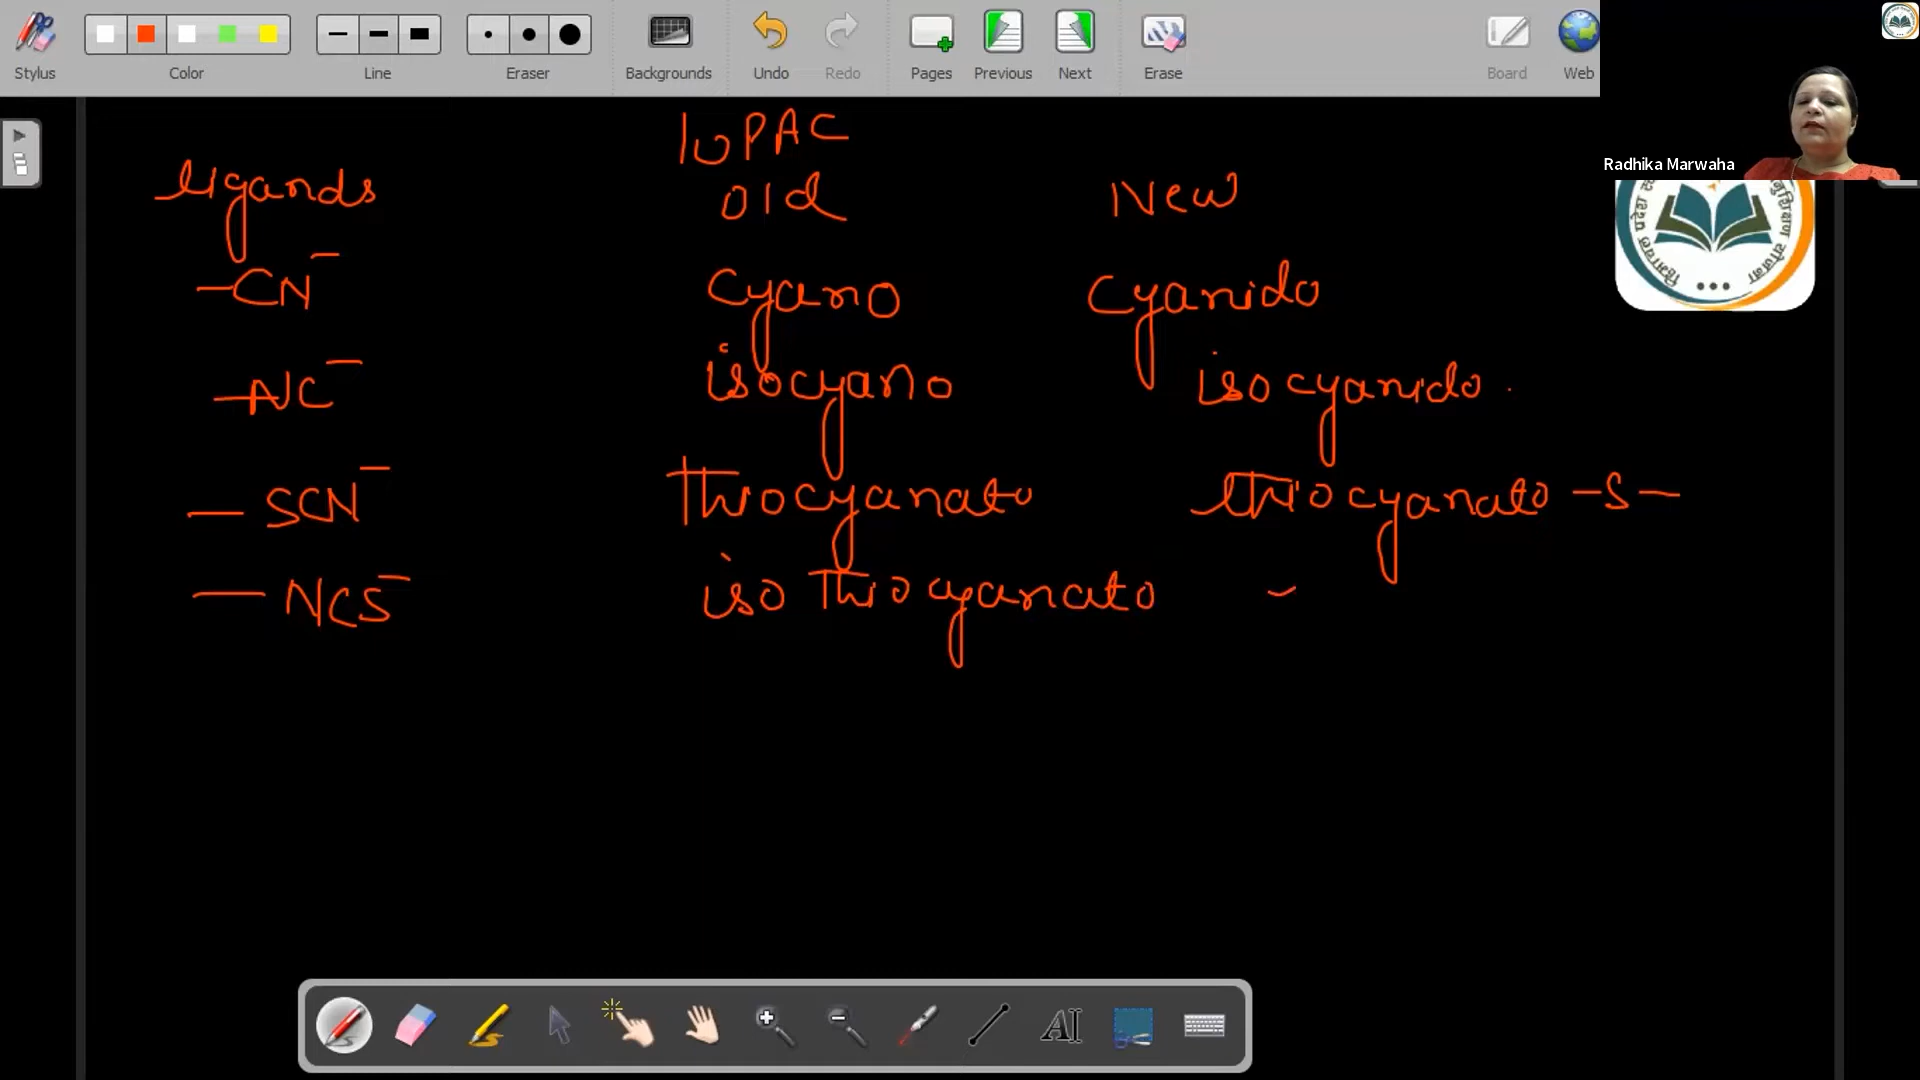 Stylus Color Line Eraser Backgrounds Undo Redo Pages Previous Next Erase Board Web
Radhika Marwaha
IUPAC
ligands old New
-CN⁻ Cyano Cyanido
-NC⁻ isocyano isocyanido.
- SCN⁻ Thiocyanato thiocyanato -S-
- NCS⁻ iso Thiocyanato -